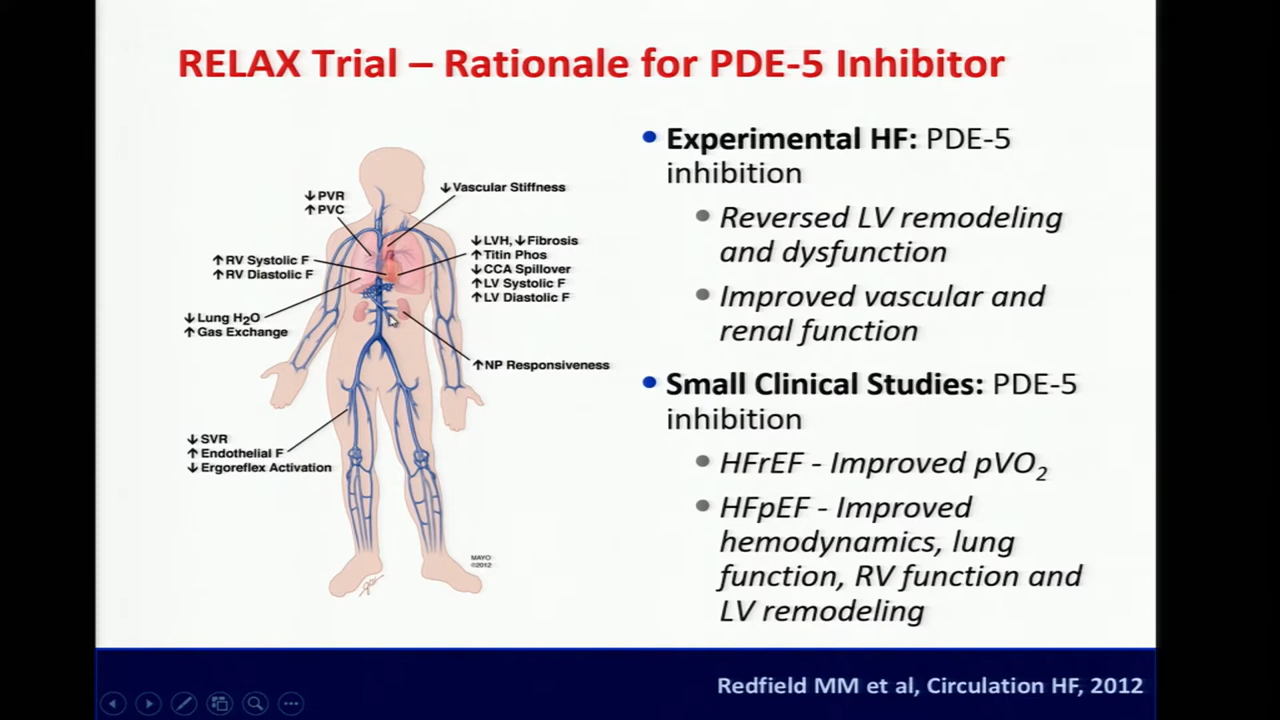 RELAX Trial – Rationale for PDE-5 Inhibitor
↓PVR
↑PVC
↓Vascular Stiffness
↑RV Systolic F
↑RV Diastolic F
↓LVH, ↓Fibrosis
↑Titin Phos
↓CCA Spillover
↑LV Systolic F
↑LV Diastolic F
↓Lung H₂O
↑Gas Exchange
↑NP Responsiveness
↓SVR
↑Endothelial F
↓Ergoreflex Activation
MAYO
©2012
• Experimental HF: PDE-5
inhibition
• Reversed LV remodeling
and dysfunction
• Improved vascular and
renal function
• Small Clinical Studies: PDE-5
inhibition
• HFrEF - Improved pVO₂
• HFpEF - Improved
hemodynamics, lung
function, RV function and
LV remodeling
Redfield MM et al, Circulation HF, 2012